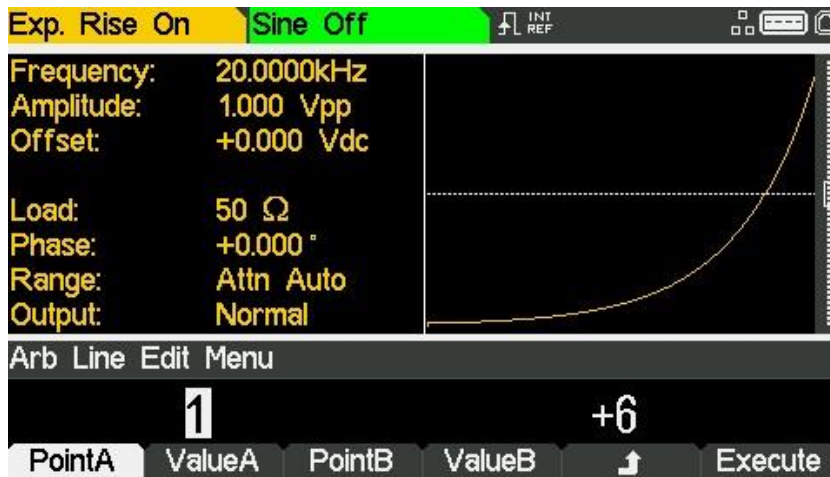 Exp. Rise On Sine Off INT REF
Frequency: 20.0000kHz
Amplitude: 1.000 Vpp
Offset: +0.000 Vdc
Load: 50 Ω
Phase: +0.000 °
Range: Attn Auto
Output: Normal
Arb Line Edit Menu
1 +6
PointA ValueA PointB ValueB Execute